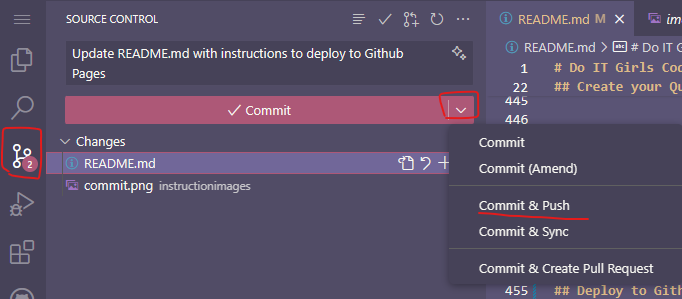 SOURCE CONTROL
Update README.md with instructions to deploy to Github
Pages
Commit
Changes
README.md
commit.png instructionimages
2
README.md M
README.md > # Do IT G
1 # Do IT Girls Cod
22 ## Create your Qu
445
446
Commit
Commit (Amend)
Commit & Push
Commit & Sync
Commit & Create Pull Request
455 ## Deploy to Gith